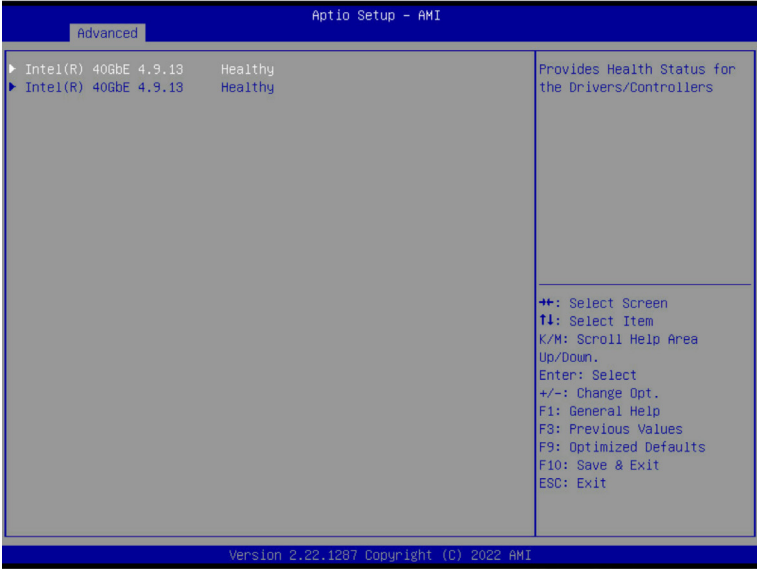 Aptio Setup – AMI
Advanced
▶ Intel(R) 40GbE 4.9.13 Healthy
▶ Intel(R) 40GbE 4.9.13 Healthy
Provides Health Status for
the Drivers/Controllers
→←: Select Screen
↑↓: Select Item
K/M: Scroll Help Area
Up/Down.
Enter: Select
+/-: Change Opt.
F1: General Help
F3: Previous Values
F9: Optimized Defaults
F10: Save & Exit
ESC: Exit
Version 2.22.1287 Copyright (C) 2022 AMI